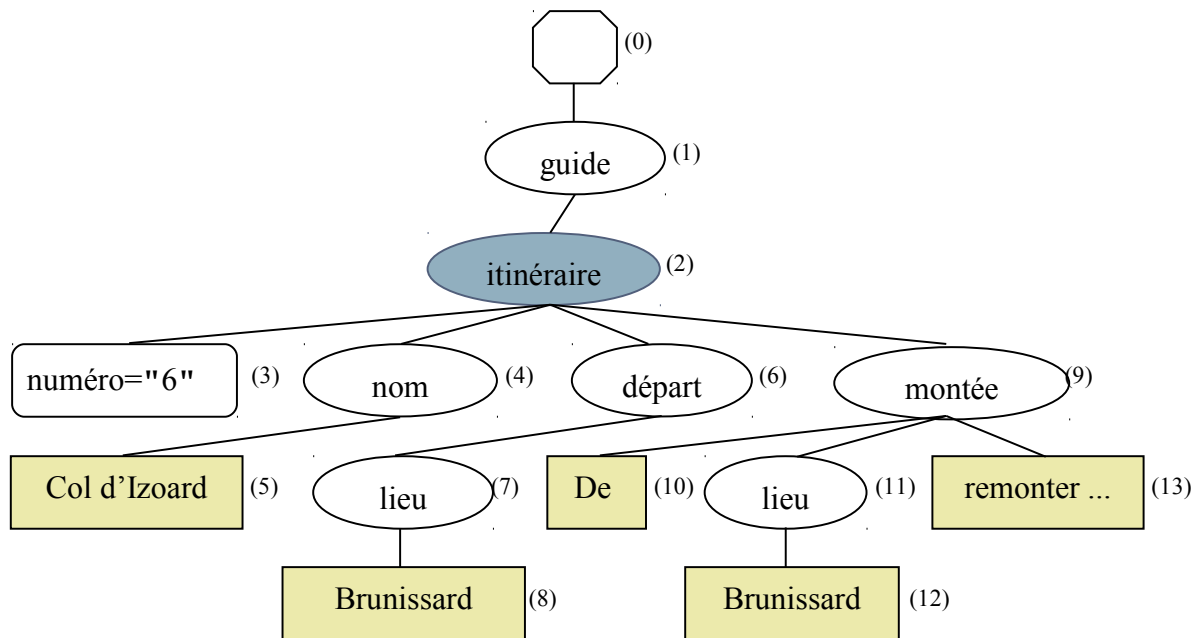 (0)
guide (1)
itinéraire (2)
numéro="6" (3) nom (4) départ (6) montée (9)
Col d’Izoard (5) lieu (7) De (10) lieu (11) remonter ... (13)
Brunissard (8) Brunissard (12)